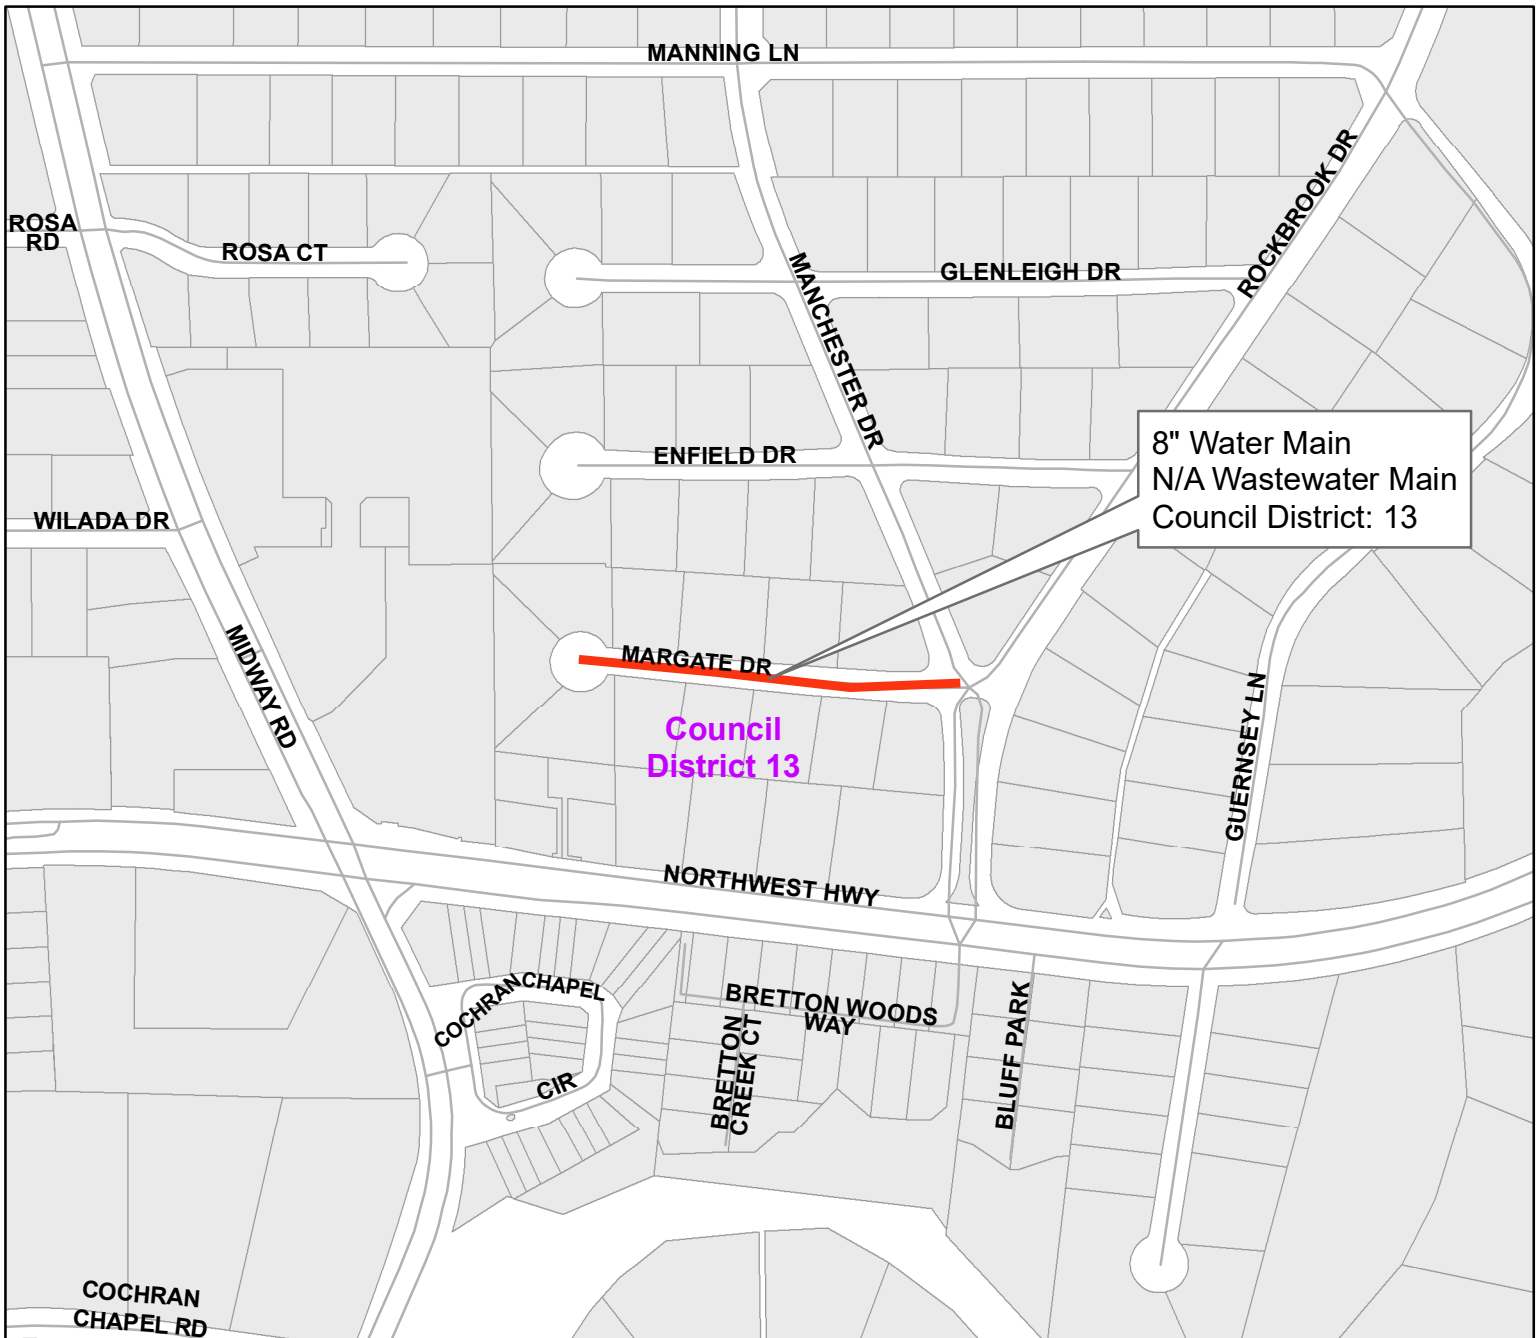 MANNING LN
ROCKBROOK DR
ROSA
RD
ROSA CT
GLENLEIGH DR
MANCHESTER DR
8" Water Main
N/A Wastewater Main
Council District: 13
ENFIELD DR
WILADA DR
MIDWAY RD
MARGATE DR
GUERNSEY LN
Council
District 13
NORTHWEST HWY
COCHRAN CHAPEL
CIR
BRETTON WOODS
WAY
BRETTON
CREEK CT
BLUFF PARK
COCHRAN
CHAPEL RD